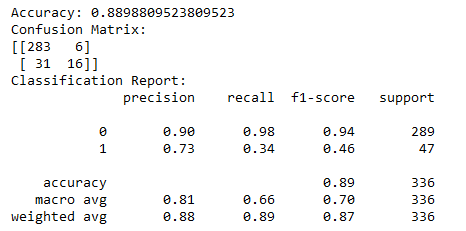 Accuracy: 0.8898809523809523
Confusion Matrix:
[[283   6]
 [ 31  16]]
Classification Report:
              precision    recall  f1-score   support

           0       0.90      0.98      0.94       289
           1       0.73      0.34      0.46        47

    accuracy                           0.89       336
   macro avg       0.81      0.66      0.70       336
weighted avg       0.88      0.89      0.87       336